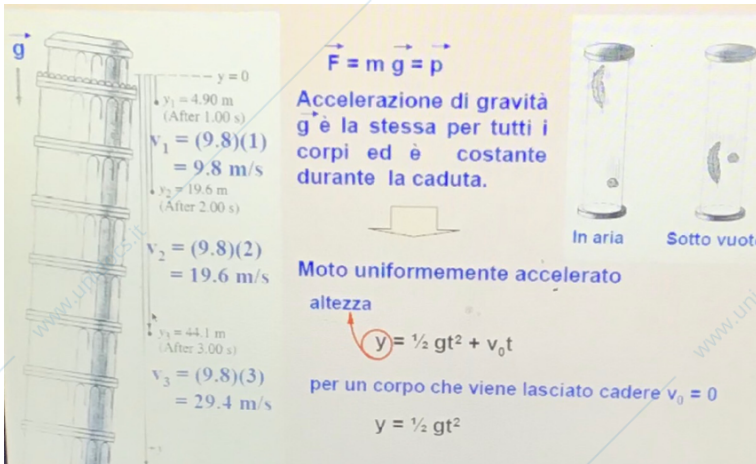 g
y = 0
y₁ = 4.90 m
(After 1.00 s)
v₁ = (9.8)(1)
= 9.8 m/s
y₂ = 19.6 m
(After 2.00 s)
v₂ = (9.8)(2)
= 19.6 m/s
y₃ = 44.1 m
(After 3.00 s)
v₃ = (9.8)(3)
= 29.4 m/s
F = m g = p
Accelerazione di gravità
g è la stessa per tutti i
corpi ed è costante
durante la caduta.
Moto uniformemente accelerato
altezza
y = ½ gt² + v₀t
per un corpo che viene lasciato cadere v₀ = 0
y = ½ gt²
In aria
Sotto vuot